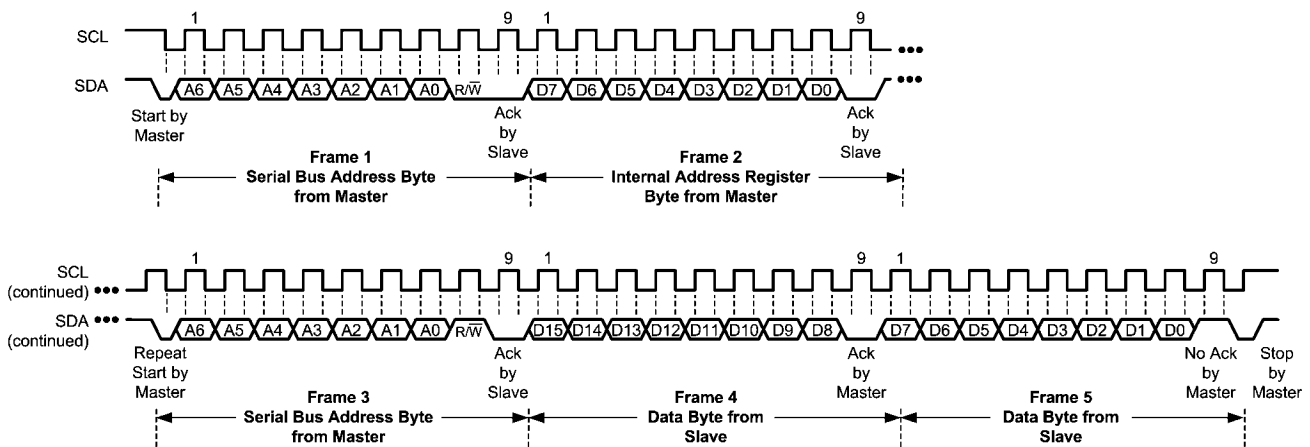 1 9 1 9
SCL
SDA A6 A5 A4 A3 A2 A1 A0 R/W̅ D7 D6 D5 D4 D3 D2 D1 D0
Start by
Master
Ack
by
Slave
Ack
by
Slave
Frame 1
Serial Bus Address Byte
from Master
Frame 2
Internal Address Register
Byte from Master
1 9 1 9 1 9
SCL
(continued)
SDA
(continued)
A6 A5 A4 A3 A2 A1 A0 R/W̅ D15 D14 D13 D12 D11 D10 D9 D8 D7 D6 D5 D4 D3 D2 D1 D0
Repeat
Start by
Master
Ack
by
Slave
Ack
by
Master
No Ack
by
Master
Stop
by
Master
Frame 3
Serial Bus Address Byte
from Master
Frame 4
Data Byte from
Slave
Frame 5
Data Byte from
Slave